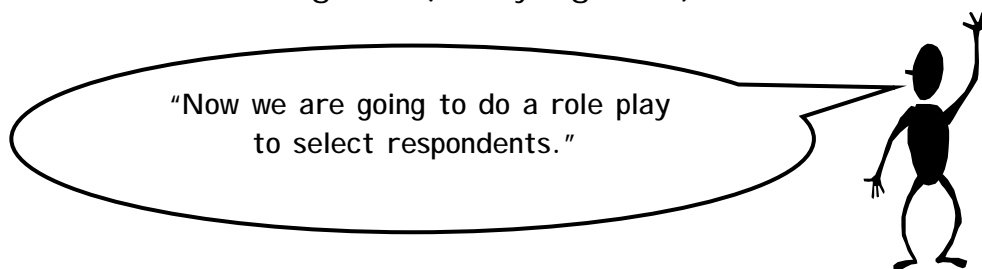 “Now we are going to do a role play
to select respondents.”